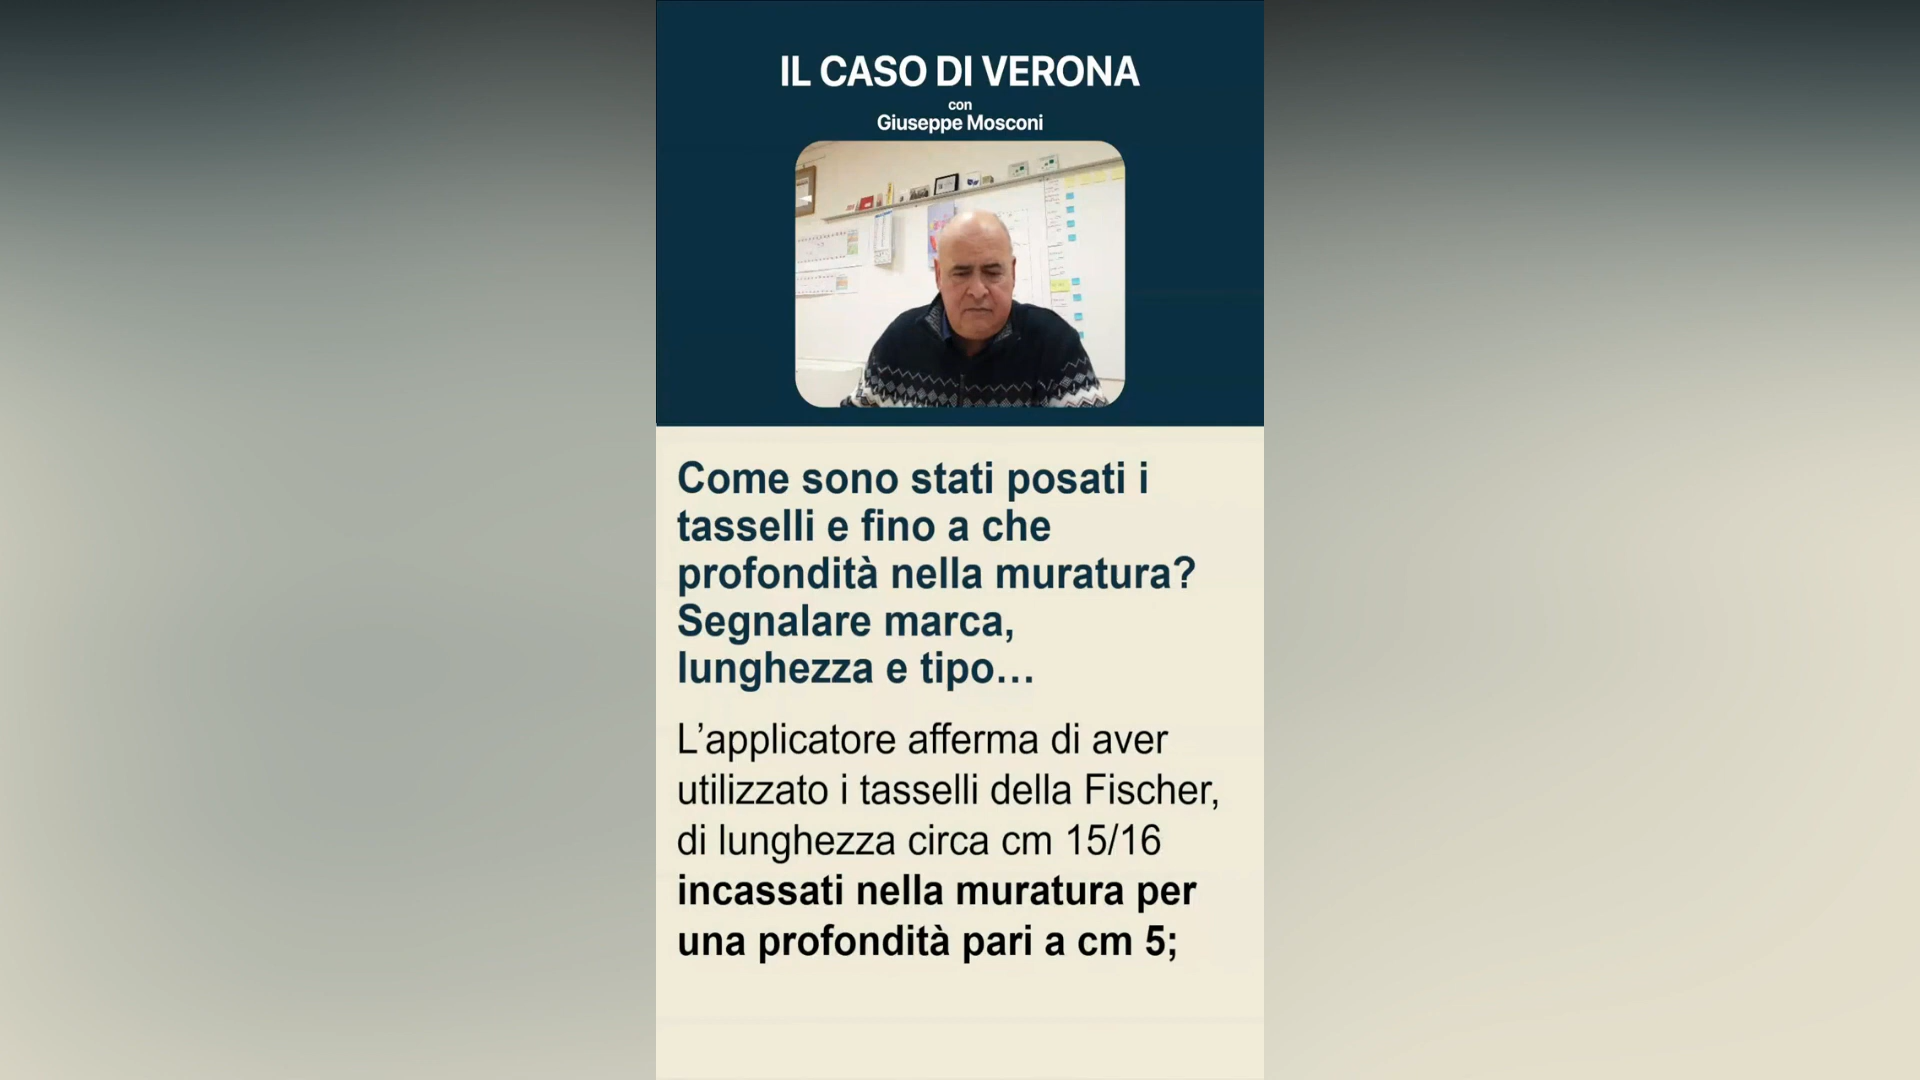 IL CASO DI VERONA
con
Giuseppe Mosconi
Come sono stati posati i
tasselli e fino a che
profondità nella muratura?
Segnalare marca,
lunghezza e tipo…
L’applicatore afferma di aver
utilizzato i tasselli della Fischer,
di lunghezza circa cm 15/16
incassati nella muratura per
una profondità pari a cm 5;